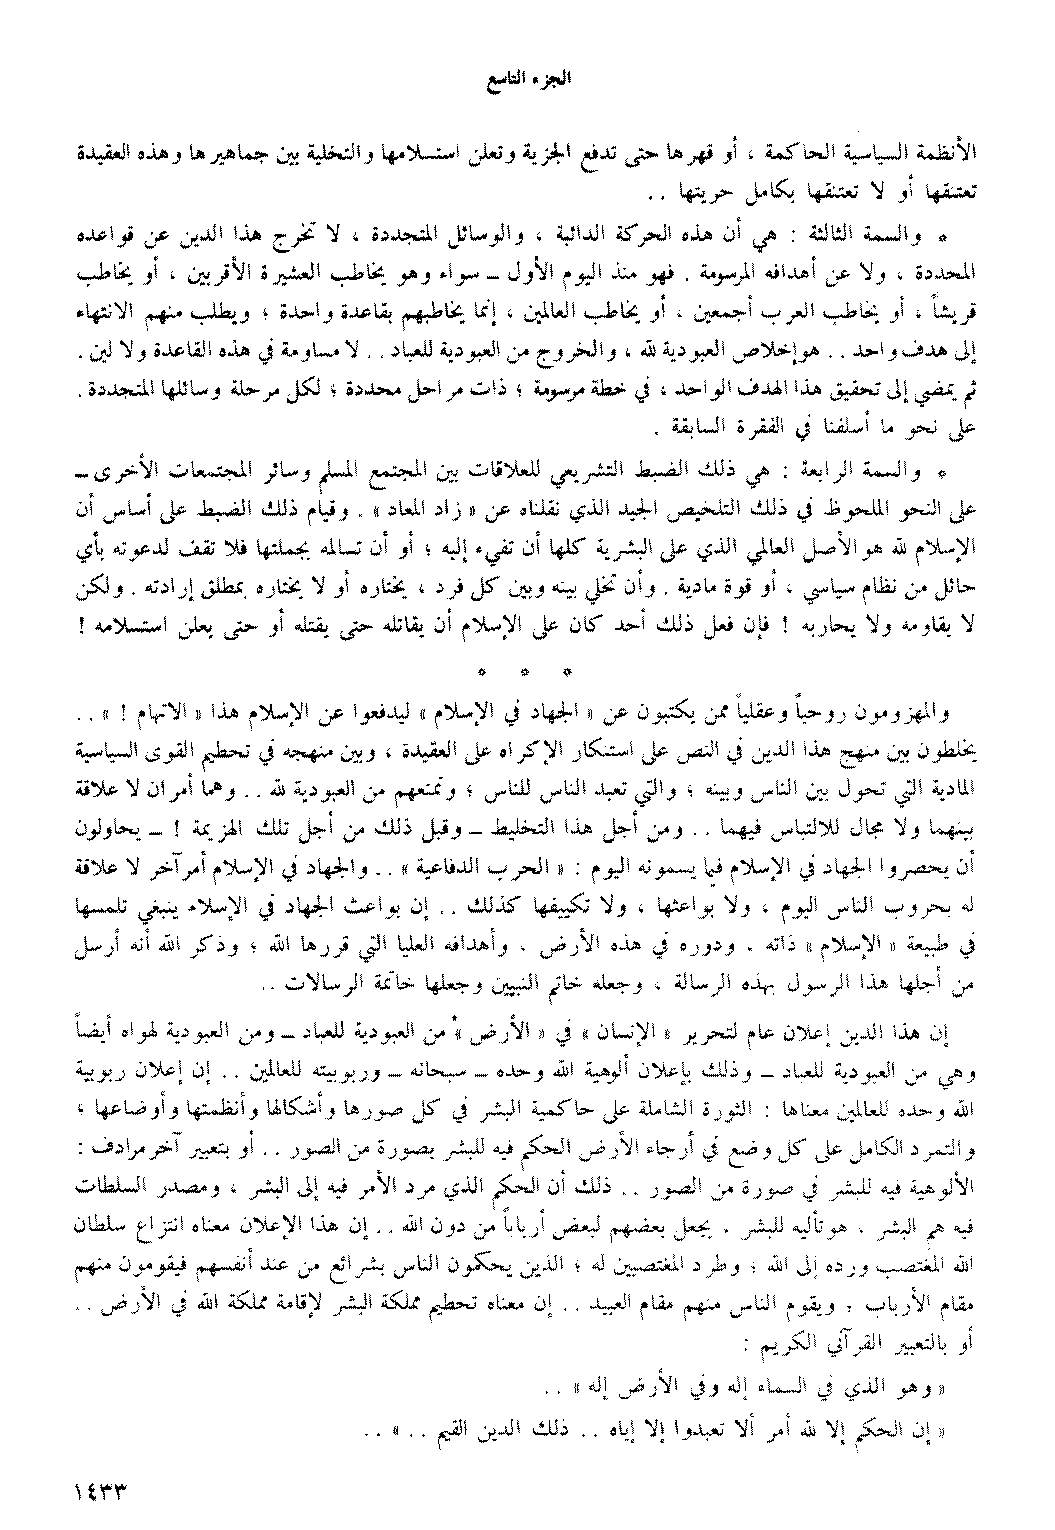 الجزء التاسع
الأنظمة السياسية الحاكمة ، أو قهرها حتى تدفع الجزية وتعلن استسلامها والتخلية بين جماهيرها وهذه العقيدة
تعتنقها أو لا تعتنقها بكامل حريتها . .
* والسمة الثالثة : هي أن هذه الحركة الدائبة ، والوسائل المتجددة ، لا تخرج هذا الدين عن قواعده
المحددة ، ولا عن أهدافه المرسومة . فهو منذ اليوم الأول ــ سواء وهو يخاطب العشيرة الأقربين ، أو يخاطب
قريشاً ، أو يخاطب العرب أجمعين ، أو يخاطب العالمين ، إنما يخاطبهم بقاعدة واحدة ؛ ويطلب منهم الانتهاء
إلى هدف واحد . . هو إخلاص العبودية لله ، والخروج من العبودية للعباد . . لا مساومة في هذه القاعدة ولا لين .
ثم يمضي إلى تحقيق هذا الهدف الواحد ، في خطة مرسومة ؛ ذات مراحل محددة ؛ لكل مرحلة وسائلها المتجددة .
على نحو ما أسلفنا في الفقرة السابقة .
* والسمة الرابعة : هي ذلك الضبط التشريعي للعلاقات بين المجتمع المسلم وسائر المجتمعات الأخرى ــ
على النحو الملحوظ في ذلك التلخيص الجيد الذي نقلناه عن « زاد المعاد » . وقيام ذلك الضبط على أساس أن
الإسلام لله هو الأصل العالمي الذي على البشرية كلها أن تفيء إليه ؛ أو أن تسالمه بجملتها فلا تقف لدعوته بأي
حائل من نظام سياسي ، أو قوة مادية . وأن تخلي بينه وبين كل فرد ، يختاره أو لا يختاره بمطلق إرادته . ولكن
لا يقاومه ولا يحاربه ! فإن فعل ذلك أحد كان على الإسلام أن يقاتله حتى يقتله أو حتى يعلن استسلامه !
* * *
والمهزومون روحياً وعقلياً ممن يكتبون عن « الجهاد في الإسلام » ليدفعوا عن الإسلام هذا « الاتهام ! » . .
يخلطون بين منهج هذا الدين في النص على استنكار الإكراه على العقيدة ، وبين منهجه في تحطيم القوى السياسية
المادية التي تحول بين الناس وبينه ؛ والتي تعبد الناس للناس ؛ وتمنعهم من العبودية لله . . وهما أمران لا علاقة
بينهما ولا مجال للالتباس فيهما . . ومن أجل هذا التخليط ــ وقبل ذلك من أجل تلك الهزيمة ! ــ يحاولون
أن يحصروا الجهاد في الإسلام فيما يسمونه اليوم : « الحرب الدفاعية » . . والجهاد في الإسلام أمر آخر لا علاقة
له بحروب الناس اليوم ، ولا بواعثها ، ولا تكييفها كذلك . . إن بواعث الجهاد في الإسلام ينبغي تلمسها
في طبيعة « الإسلام » ذاته . ودوره في هذه الأرض . وأهدافه العليا التي قررها الله ؛ وذكر الله أنه أرسل
من أجلها هذا الرسول بهذه الرسالة ، وجعله خاتم النبيين وجعلها خاتمة الرسالات . .
إن هذا الدين إعلان عام لتحرير « الإنسان » في « الأرض » من العبودية للعباد ــ ومن العبودية لهواه أيضاً
وهي من العبودية للعباد ــ وذلك بإعلان ألوهية الله وحده ــ سبحانه ــ وربوبيته للعالمين . . إن إعلان ربوبية
الله وحده للعالمين معناها : الثورة الشاملة على حاكمية البشر في كل صورها وأشكالها وأنظمتها وأوضاعها ؛
والتمرد الكامل على كل وضع في أرجاء الأرض الحكم فيه للبشر بصورة من الصور . . أو بتعبير آخر مرادف :
الألوهية فيه للبشر في صورة من الصور . . ذلك أن الحكم الذي مرد الأمر فيه إلى البشر ، ومصدر السلطات
فيه هم البشر . هو تأليه للبشر . يجعل بعضهم لبعض أرباباً من دون الله . . إن هذا الإعلان معناه انتزاع سلطان
الله المغتصب ورده إلى الله ؛ وطرد المغتصبين له ؛ الذين يحكمون الناس بشرائع من عند أنفسهم فيقومون منهم
مقام الأرباب ؛ ويقوم الناس منهم مقام العبيد . . إن معناه تحطيم مملكة البشر لإقامة مملكة الله في الأرض . .
أو بالتعبير القرآني الكريم :
« وهو الذي في السماء إله وفي الأرض إله » . .
« إن الحكم إلا لله أمر ألا تعبدوا إلا إياه . . ذلك الدين القيم . . » . .
١٤٣٣